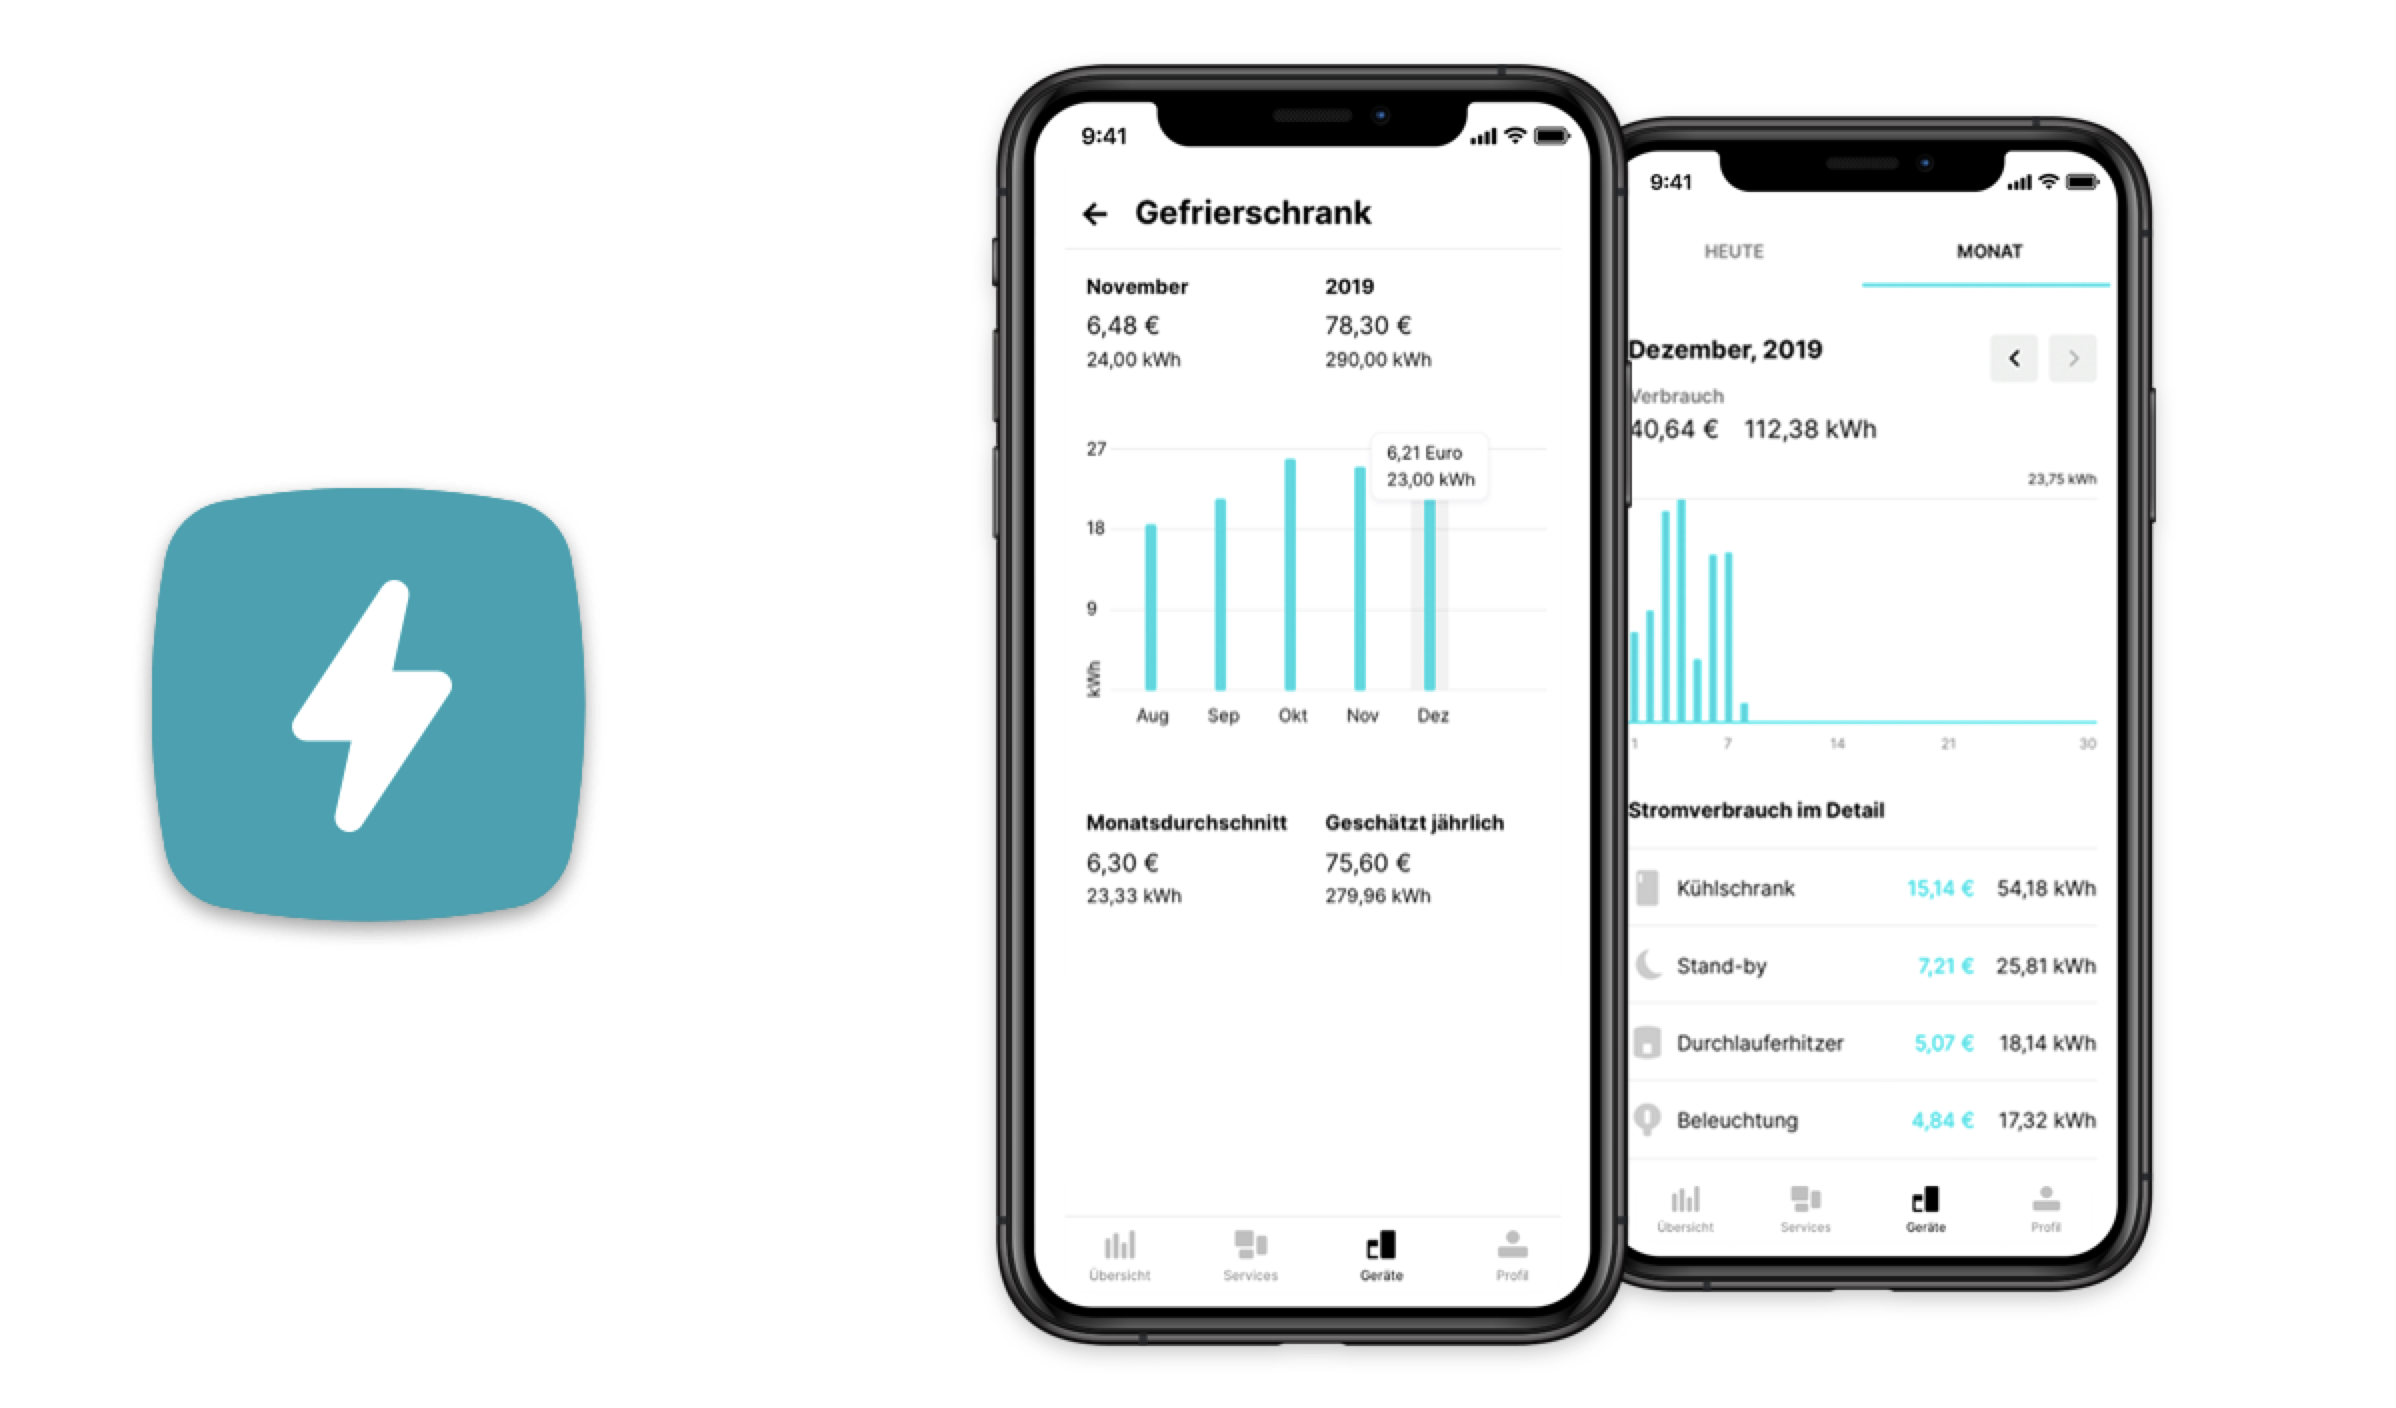 9:41
Gefrierschrank
November 2019
6,48 € 78,30 €
24,00 kWh 290,00 kWh
27
6,21 Euro
23,00 kWh
18
9
kWh
Aug Sep Okt Nov Dez
Monatsdurchschnitt Geschätzt jährlich
6,30 € 75,60 €
23,33 kWh 279,96 kWh
Übersicht Services Geräte Profil
9:41
HEUTE MONAT
Dezember, 2019
Verbrauch
40,64 € 112,38 kWh
23,75 kWh
1 7 14 21 30
Stromverbrauch im Detail
Kühlschrank 15,14 € 54,18 kWh
Stand-by 7,21 € 25,81 kWh
Durchlauferhitzer 5,07 € 18,14 kWh
Beleuchtung 4,84 € 17,32 kWh
Übersicht Services Geräte Profil